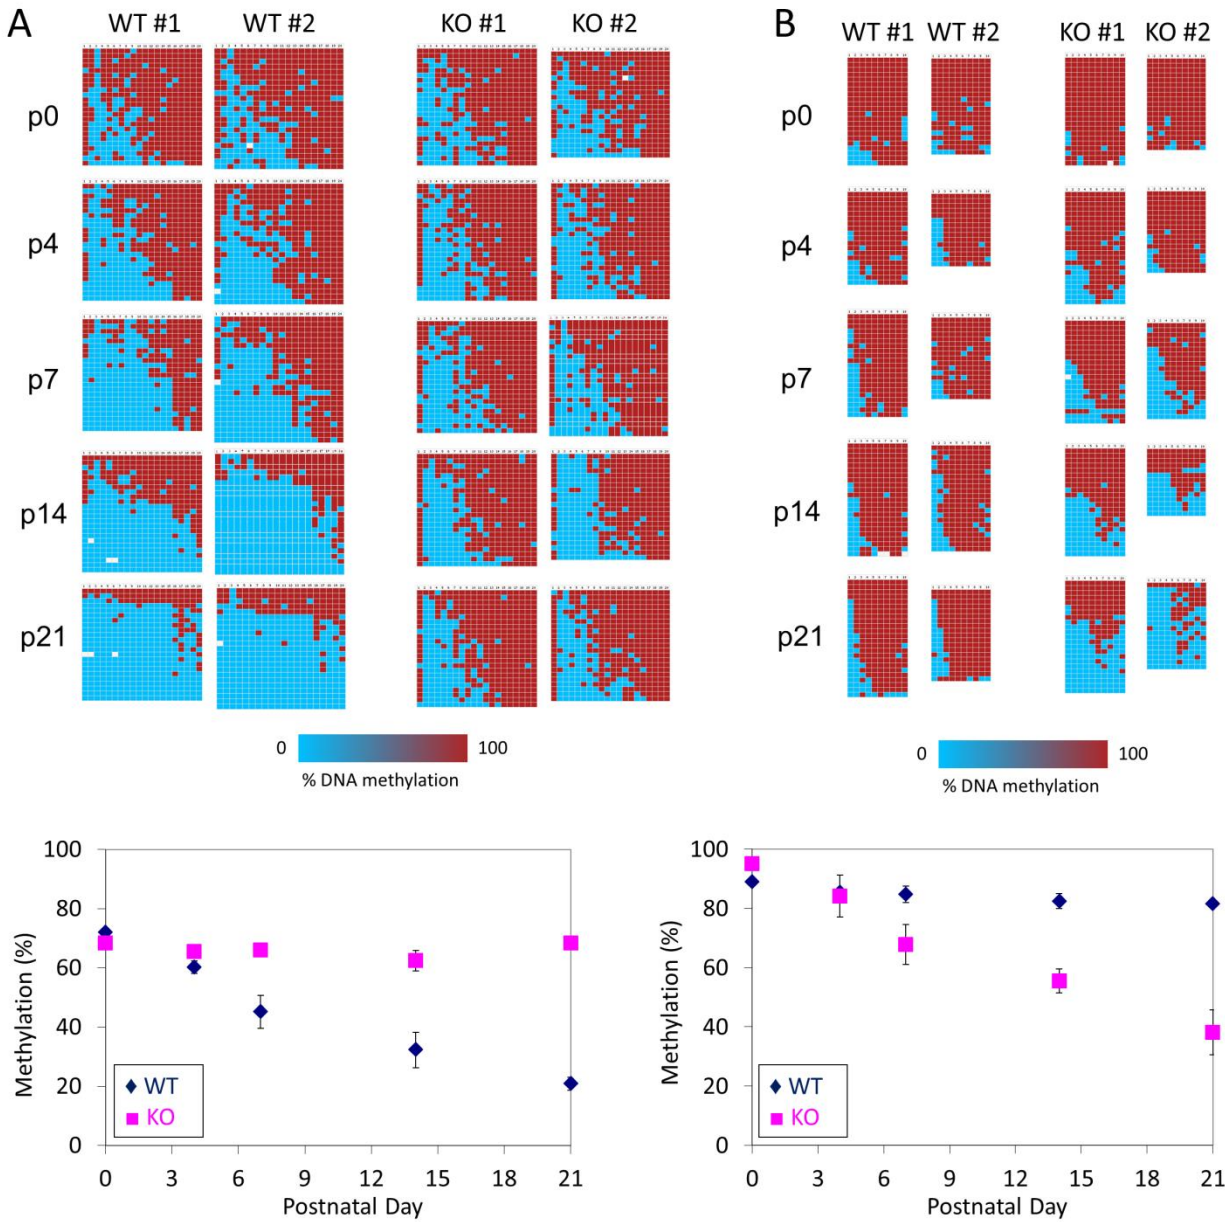 A
WT #1
WT #2
KO #1
KO #2
p0
p4
p7
p14
p21
0
100
% DNA methylation
B
WT #1
WT #2
KO #1
KO #2
p0
p4
p7
p14
p21
0
100
% DNA methylation
100
80
60
40
20
0
Methylation (%)
WT
KO
0 3 6 9 12 15 18 21
Postnatal Day
100
80
60
40
20
0
Methylation (%)
WT
KO
0 3 6 9 12 15 18 21
Postnatal Day